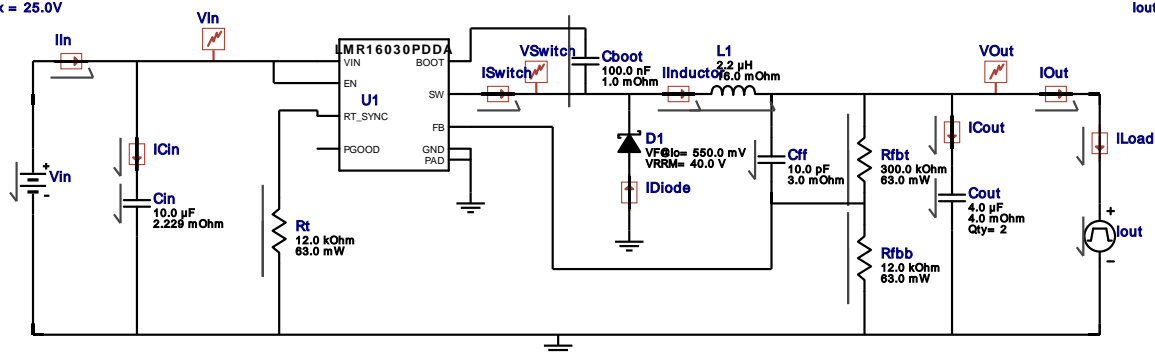 x = 25.0V
Iout
VIn
IIn
LMR16030PDDA
VIN
BOOT
EN
U1
SW
RT_SYNC
FB
PGOOD
GND
PAD
VSwitch
ISwitch
Cboot
100.0 nF
1.0 mOhm
IInductor
L1
2.2 µH
16.0 mOhm
VOut
IOut
ICin
+
Vin
-
Cin
10.0 µF
2.229 mOhm
Rt
12.0 kOhm
63.0 mW
D1
VF@Io= 550.0 mV
VRRM= 40.0 V
IDiode
Cff
10.0 pF
3.0 mOhm
Rfbt
300.0 kOhm
63.0 mW
Rfbb
12.0 kOhm
63.0 mW
ICout
Cout
4.0 µF
4.0 mOhm
Qty= 2
ILoad
+
Iout
-